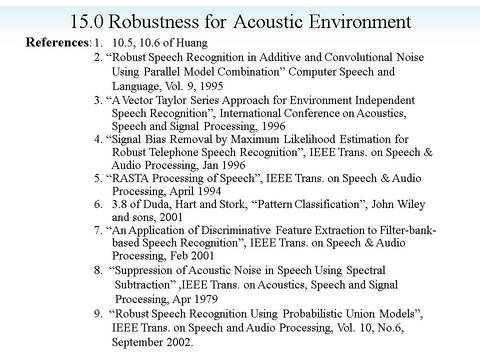 15.0 Robustness for Acoustic Environment
References: 1. 10.5, 10.6 of Huang
2. “Robust Speech Recognition in Additive and Convolutional Noise
Using Parallel Model Combination” Computer Speech and
Language, Vol. 9, 1995
3. “A Vector Taylor Series Approach for Environment Independent
Speech Recognition”, International Conference on Acoustics,
Speech and Signal Processing, 1996
4. “Signal Bias Removal by Maximum Likelihood Estimation for
Robust Telephone Speech Recognition”, IEEE Trans. on Speech &
Audio Processing, Jan 1996
5. “RASTA Processing of Speech”, IEEE Trans. on Speech & Audio
Processing, April 1994
6. 3.8 of Duda, Hart and Stork, “Pattern Classification”, John Wiley
and sons, 2001
7. “An Application of Discriminative Feature Extraction to Filter-bank-
based Speech Recognition”, IEEE Trans. on Speech & Audio
Processing, Feb 2001
8. “Suppression of Acoustic Noise in Speech Using Spectral
Subtraction” ,IEEE Trans. on Acoustics, Speech and Signal
Processing, Apr 1979
9. “Robust Speech Recognition Using Probabilistic Union Models”,
IEEE Trans. on Speech and Audio Processing, Vol. 10, No.6,
September 2002.